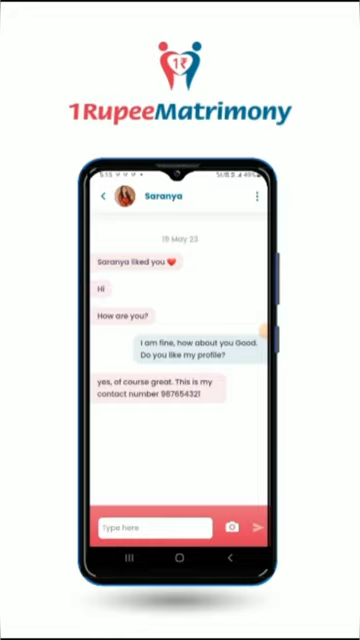 1₹
1RupeeMatrimony
Saranya
19 May 23
Saranya liked you ❤
Hi
How are you?
I am fine, how about you Good.
Do you like my profile?
yes, of course great. This is my
contact number 987654321
Type here